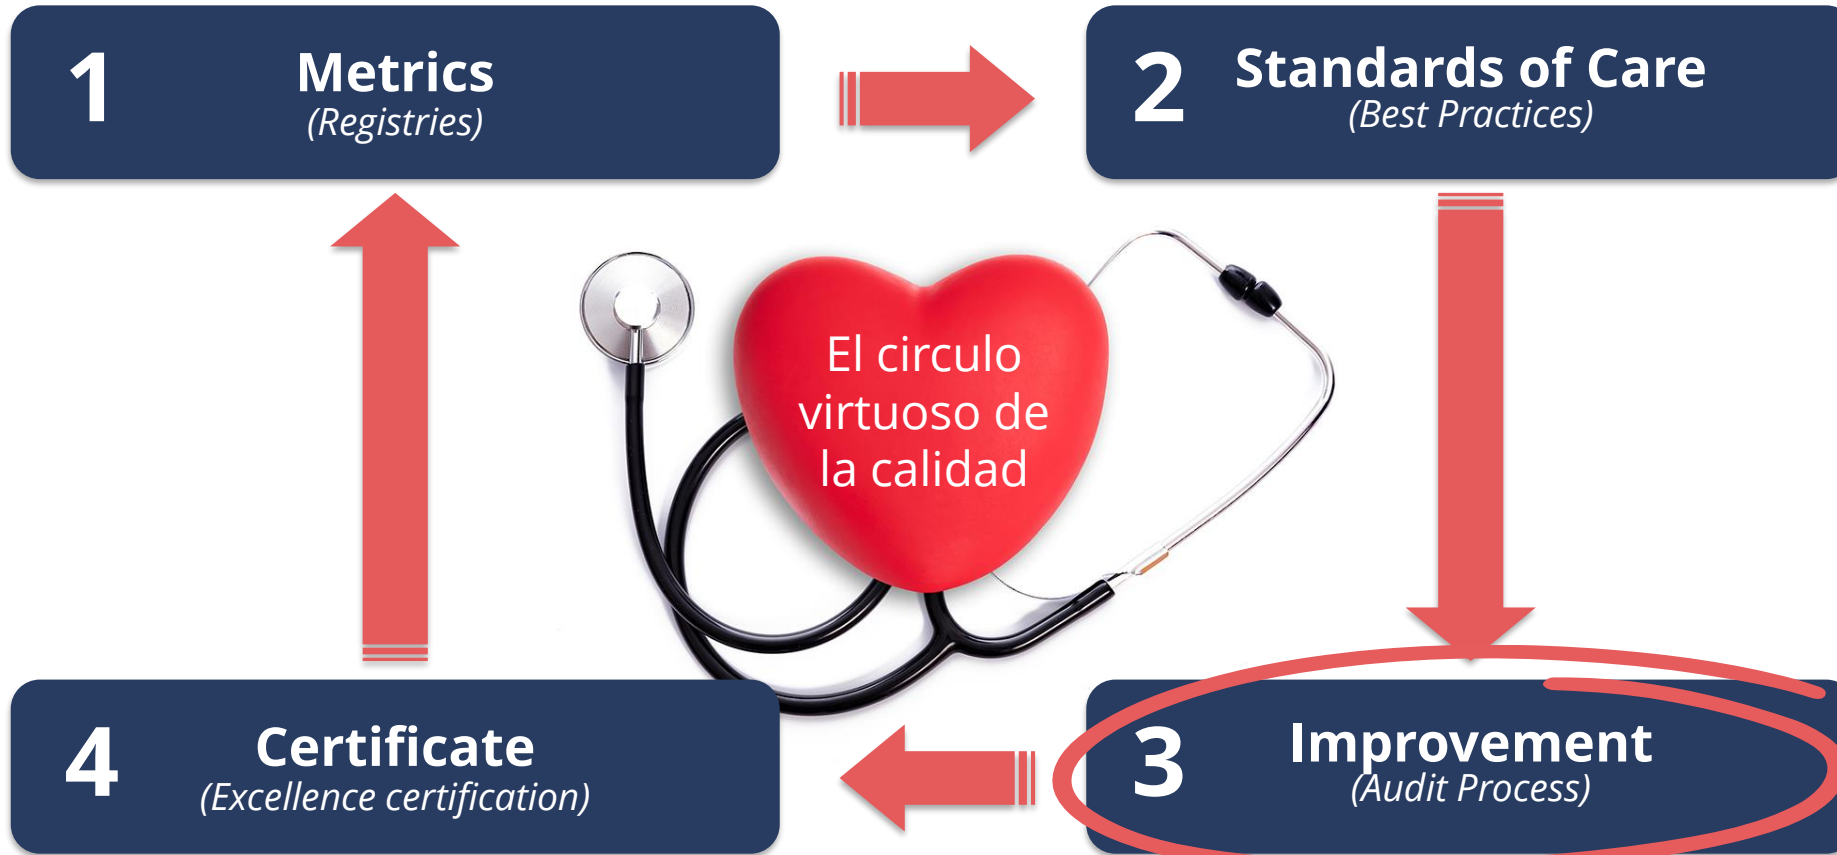 1
Metrics
(Registries)
2
Standards of Care
(Best Practices)
El circulo
virtuoso de
la calidad
4
Certificate
(Excellence certification)
3
Improvement
(Audit Process)